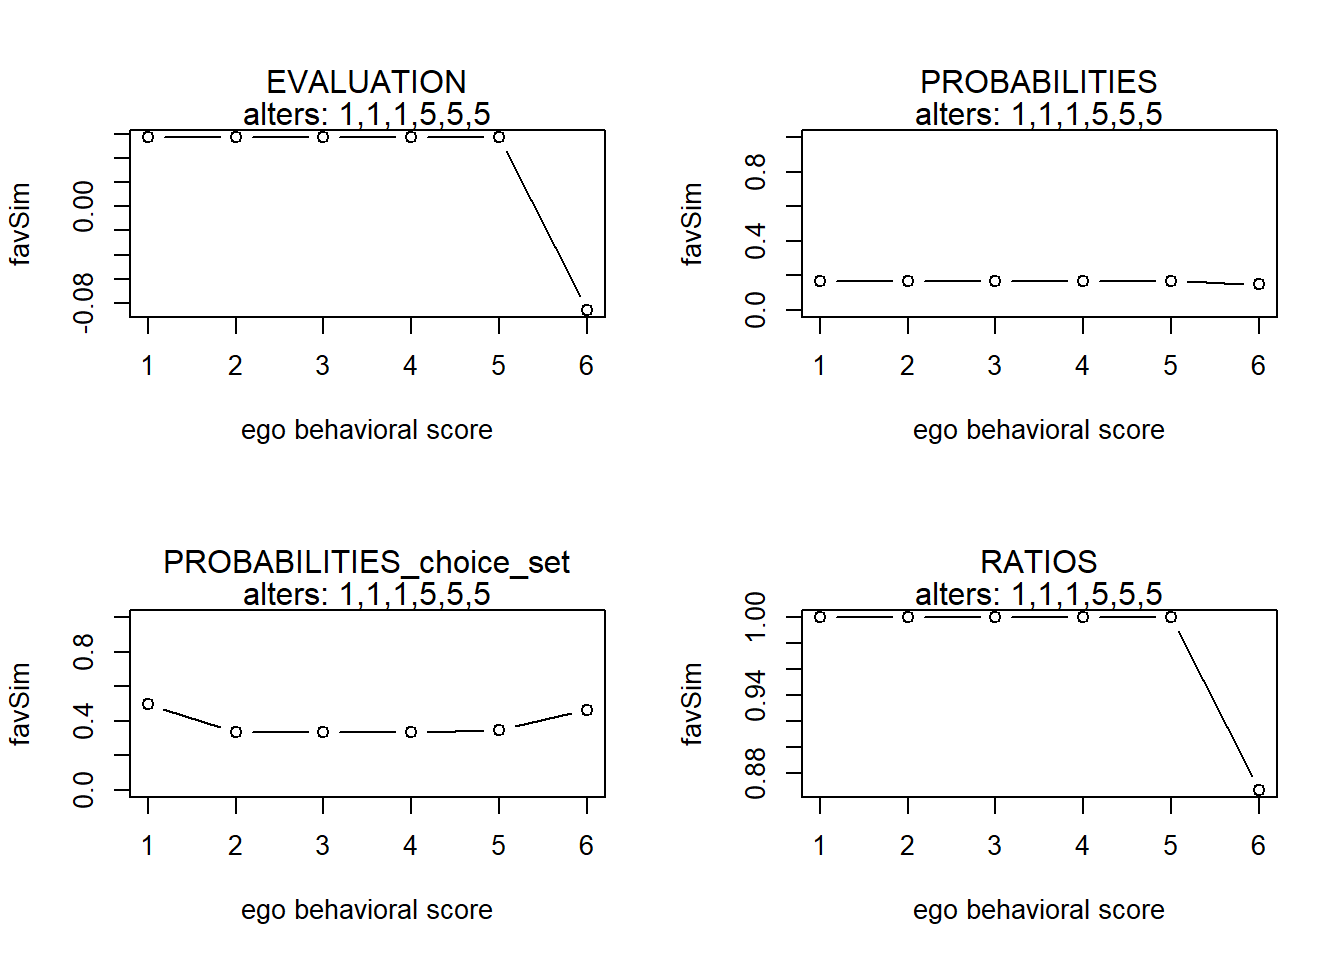 EVALUATION
alters: 1,1,1,5,5,5
favSim
0.00
-0.08
1 2 3 4 5 6
ego behavioral score
PROBABILITIES
alters: 1,1,1,5,5,5
favSim
0.8
0.4
0.0
1 2 3 4 5 6
ego behavioral score
PROBABILITIES_choice_set
alters: 1,1,1,5,5,5
favSim
0.8
0.4
0.0
1 2 3 4 5 6
ego behavioral score
RATIOS
alters: 1,1,1,5,5,5
favSim
1.00
0.94
0.88
1 2 3 4 5 6
ego behavioral score